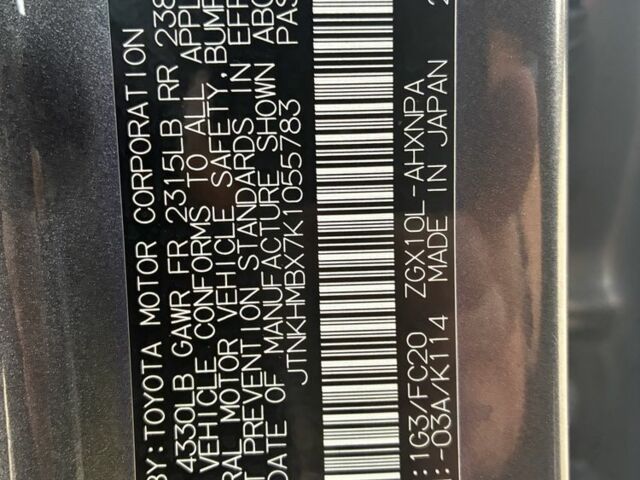 BY:TOYOTA MOTOR CORPORATION
4330LB GAWR FR 2315LB RR 238
VEHICLE CONFORMS TO ALL APPL
RAL MOTOR VEHICLE SAFETY,BUMP
T PREVENTION STANDARDS IN EFF
DATE OF MANUFACTURE SHOWN ABO
JTNKHMBX7K1055783 PAS
:1G3/FC20 ZGX10L-AHXNPA
:-03A/K114 MADE IN JAPAN 2